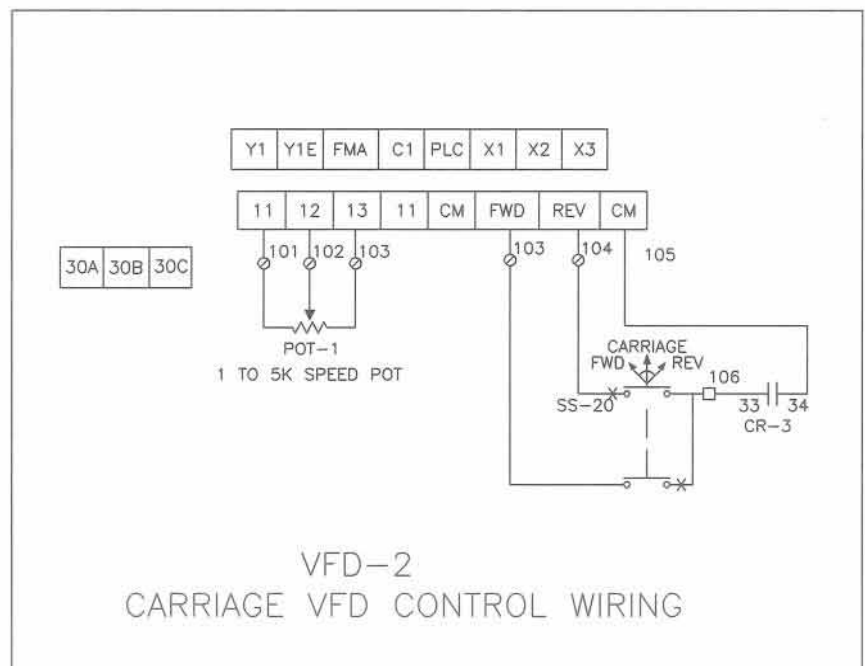 Y1 Y1E FMA C1 PLC X1 X2 X3
11 12 13 11 CM FWD REV CM
101 102 103 103 104 105
30A 30B 30C
POT-1
1 TO 5K SPEED POT
CARRIAGE
FWD REV
106
SS-20 33 34
CR-3
VFD-2
CARRIAGE VFD CONTROL WIRING